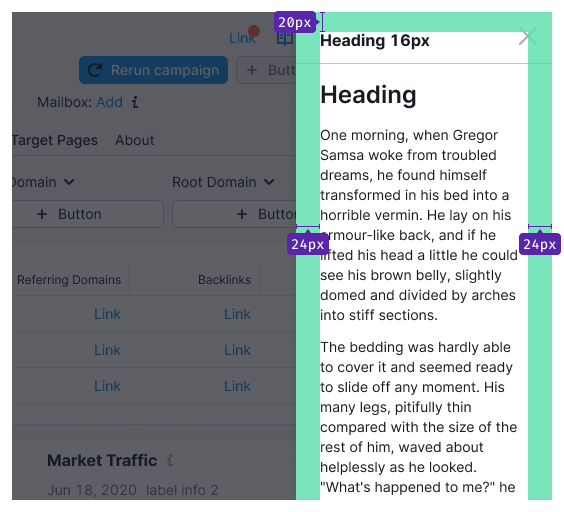 20px
Link
Heading 16px
Rerun campaign
Butt
Mailbox: Add
Heading
Target Pages About
One morning, when Gregor
Samsa woke from troubled
dreams, he found himself
transformed in his bed into a
horrible vermin. He lay on his
armour-like back, and if he
lifted his head a little he could
see his brown belly, slightly
domed and divided by arches
into stiff sections.
Domain
Root Domain
Button
Butt
24px
24px
Referring Domains
Backlinks
Link
Link
Link
Link
Link
Link
The bedding was hardly able
to cover it and seemed ready
to slide off any moment. His
many legs, pitifully thin
compared with the size of the
rest of him, waved about
helplessly as he looked.
"What's happened to me?" he
Market Traffic
Jun 18, 2020 label info 2